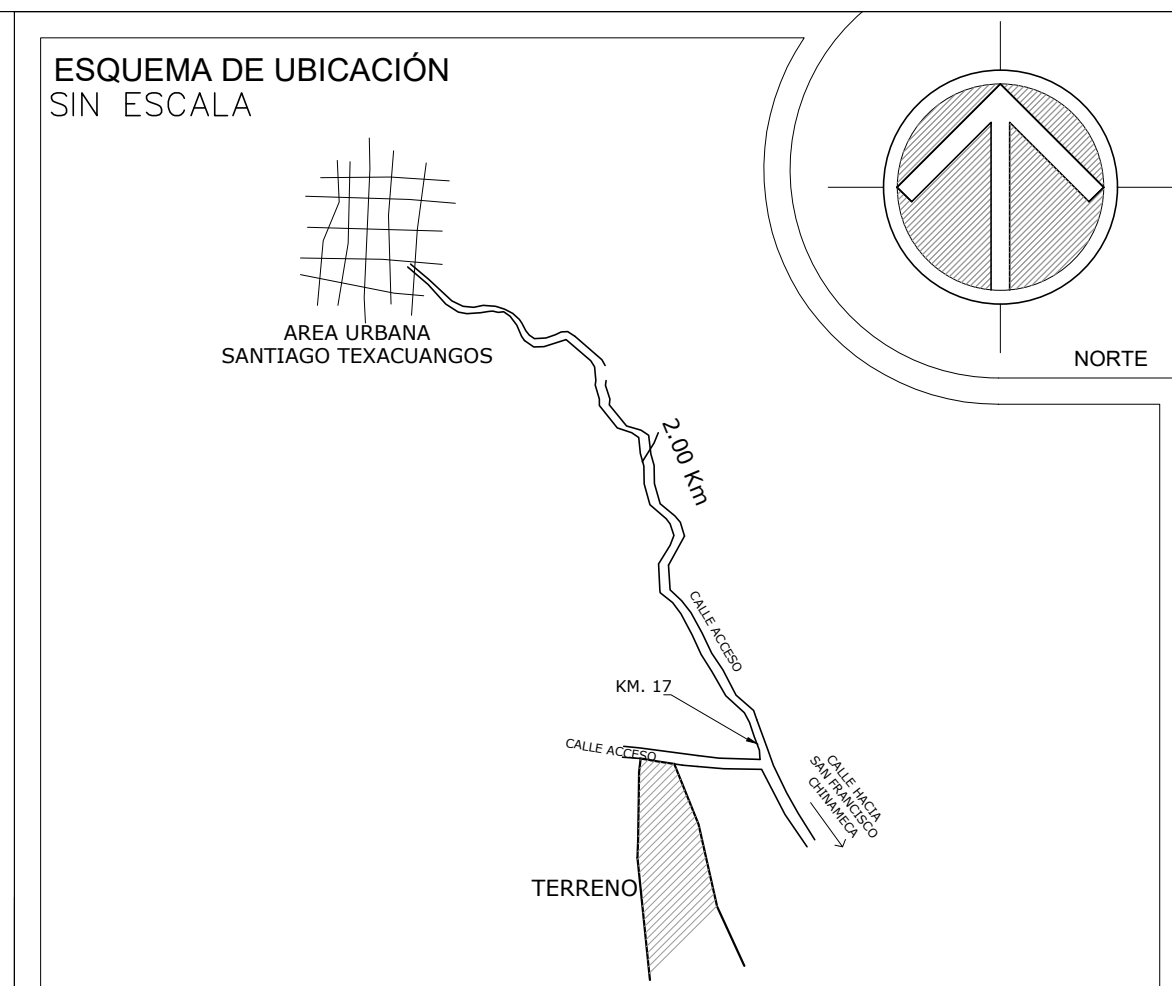 ESQUEMA DE UBICACIÓN
SIN ESCALA
NORTE
AREA URBANA
SANTIAGO TEXACUANGOS
2.00 Km
CALLE ACCESO
KM. 17
CALLE ACCESO
CALLE HACIA
SAN FRANCISCO
CHINAMECA
TERRENO